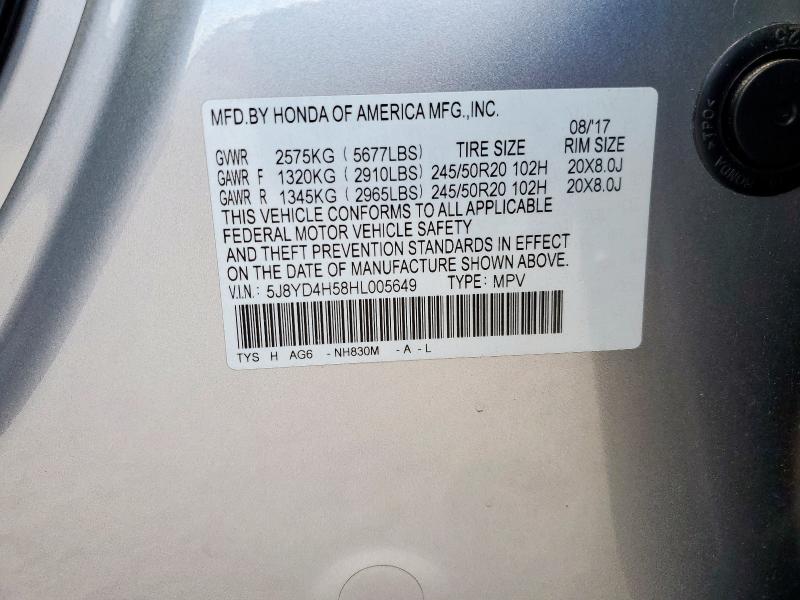 MFD.BY HONDA OF AMERICA MFG.,INC.
08/'17
GVWR 2575KG ( 5677LBS) TIRE SIZE RIM SIZE
GAWR F 1320KG ( 2910LBS) 245/50R20 102H 20X8.0J
GAWR R 1345KG ( 2965LBS) 245/50R20 102H 20X8.0J
THIS VEHICLE CONFORMS TO ALL APPLICABLE
FEDERAL MOTOR VEHICLE SAFETY
AND THEFT PREVENTION STANDARDS IN EFFECT
ON THE DATE OF MANUFACTURE SHOWN ABOVE.
V.I.N.: 5J8YD4H58HL005649 TYPE: MPV
TYS H AG6 -NH830M -A-L
25
>TPO<